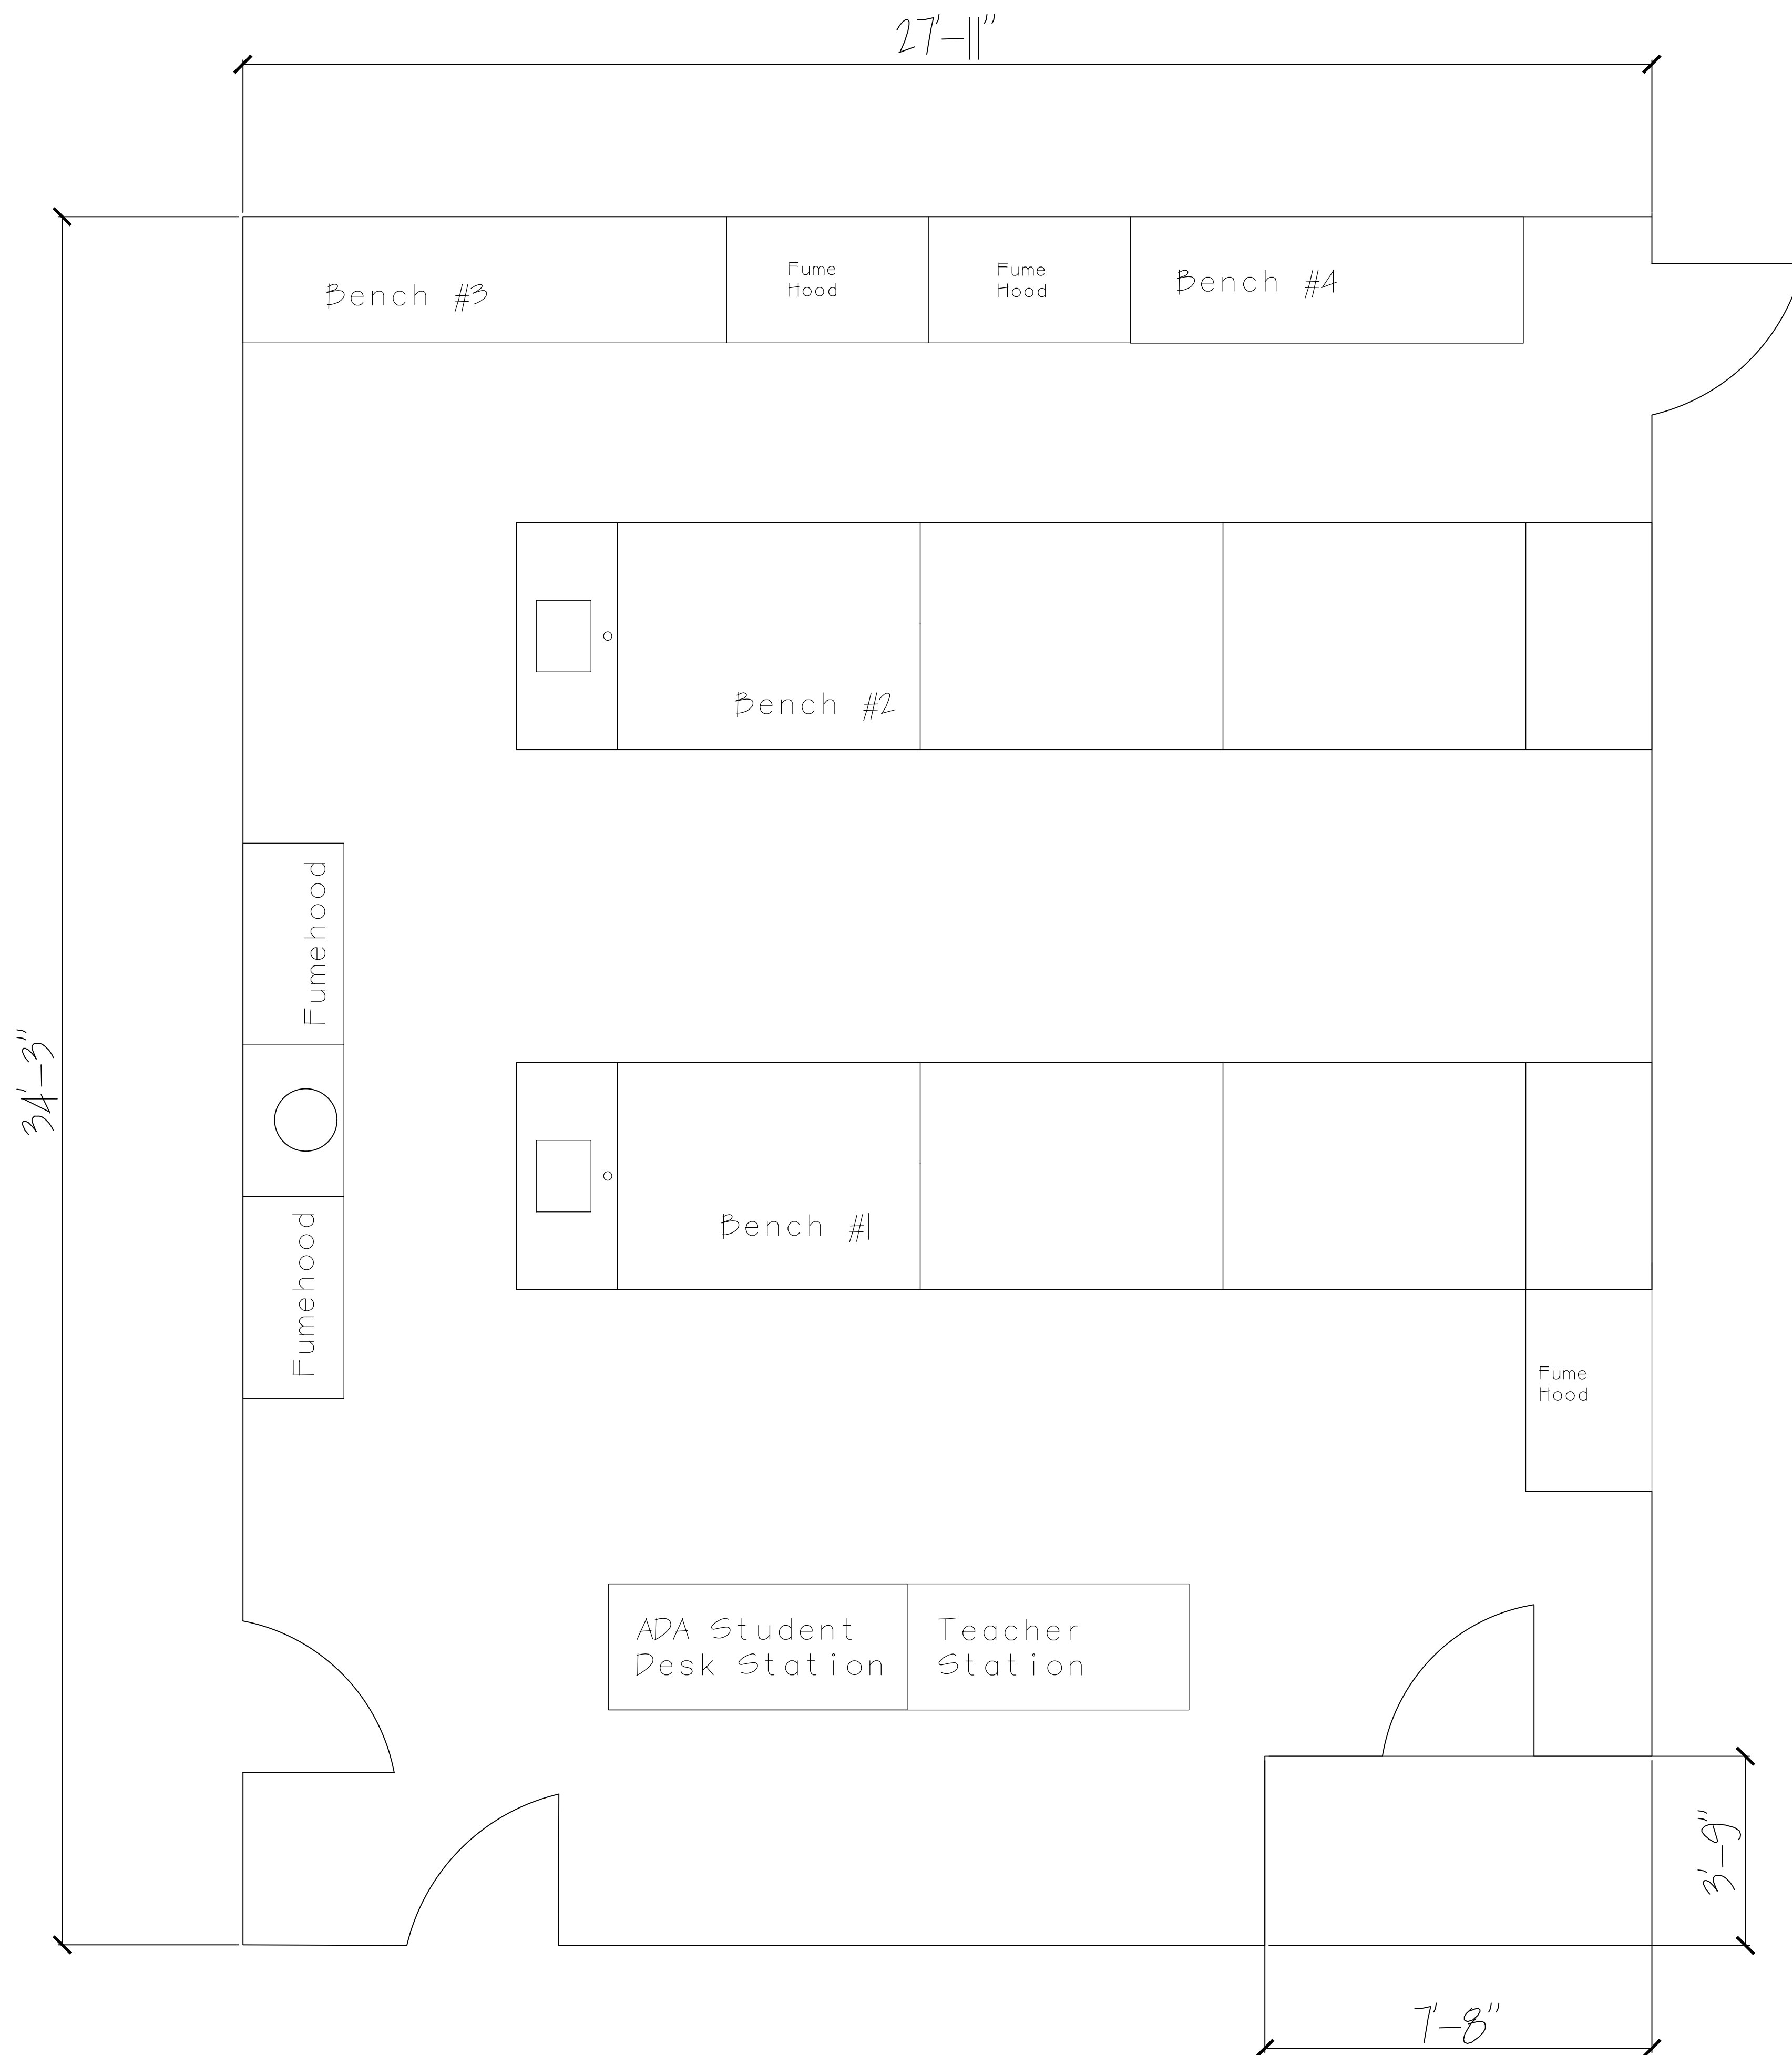 27'-11"
Bench #3
Fume
Hood
Fume
Hood
Bench #4
Bench #2
Fumehood
34'-3"
Bench #1
Fumehood
Fume
Hood
ADA Student
Desk Station
Teacher
Station
3'-9"
7'-8"